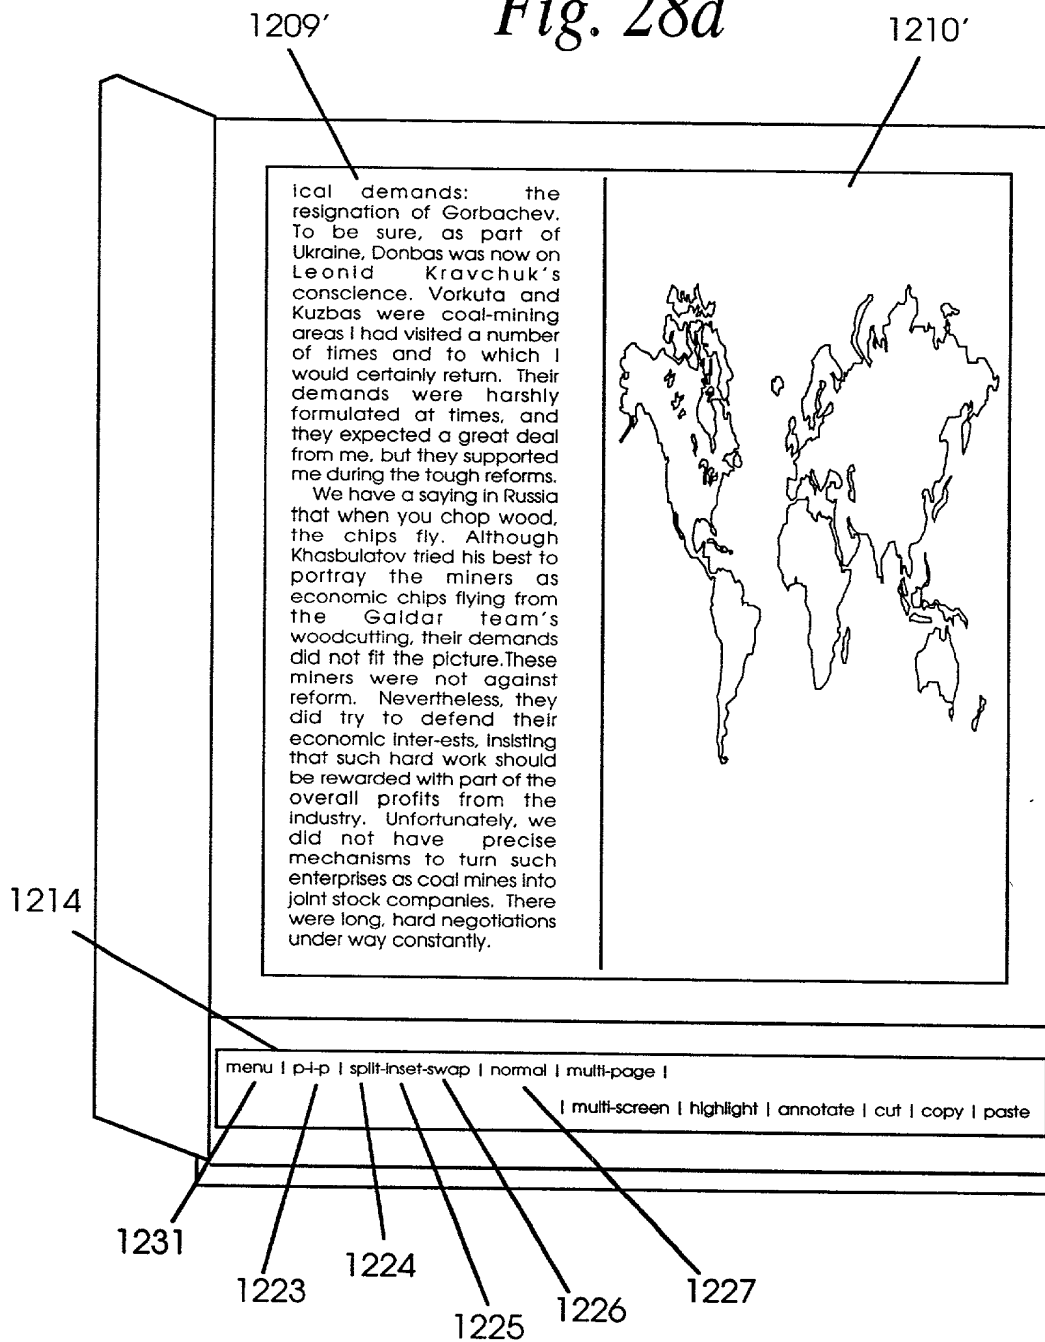 Fig. 28d
1209'
1210'
ical demands: the
resignation of Gorbachev.
To be sure, as part of
Ukraine, Donbas was now on
Leonid Kravchuk's
conscience. Vorkuta and
Kuzbas were coal-mining
areas I had visited a number
of times and to which I
would certainly return. Their
demands were harshly
formulated at times, and
they expected a great deal
from me, but they supported
me during the tough reforms.
We have a saying in Russia
that when you chop wood,
the chips fly. Although
Khasbulatov tried his best to
portray the miners as
economic chips flying from
the Gaidar team's
woodcutting, their demands
did not fit the picture.These
miners were not against
reform. Nevertheless, they
did try to defend their
economic inter-ests, insisting
that such hard work should
be rewarded with part of the
overall profits from the
industry. Unfortunately, we
did not have precise
mechanisms to turn such
enterprises as coal mines into
joint stock companies. There
were long, hard negotiations
under way constantly.
1214
menu | p-i-p | split-inset-swap | normal | multi-page |
| multi-screen | highlight | annotate | cut | copy | paste
1231
1223
1224
1225
1226
1227